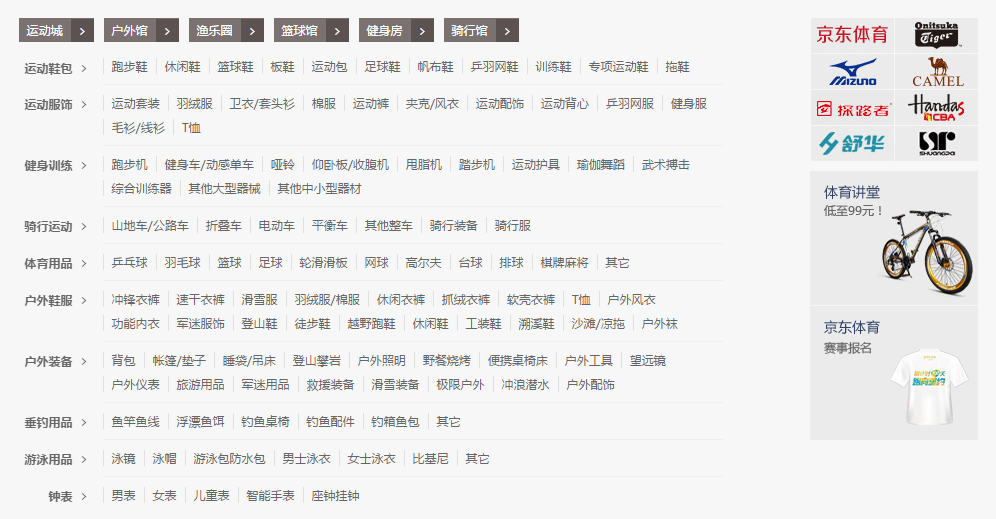 运动城 > 户外馆 > 渔乐圈 > 篮球馆 > 健身房 > 骑行馆 >
运动鞋包 > 跑步鞋 休闲鞋 篮球鞋 板鞋 运动包 足球鞋 帆布鞋 乒羽网鞋 训练鞋 专项运动鞋 拖鞋
运动服饰 > 运动套装 羽绒服 卫衣/套头衫 棉服 运动裤 夹克/风衣 运动配饰 运动背心 乒羽网服 健身服
毛衫/线衫 T恤
健身训练 > 跑步机 健身车/动感单车 哑铃 仰卧板/收腹机 甩脂机 踏步机 运动护具 瑜伽舞蹈 武术搏击
综合训练器 其他大型器械 其他中小型器材
骑行运动 > 山地车/公路车 折叠车 电动车 平衡车 其他整车 骑行装备 骑行服
体育用品 > 乒乓球 羽毛球 篮球 足球 轮滑滑板 网球 高尔夫 台球 排球 棋牌麻将 其它
户外鞋服 > 冲锋衣裤 速干衣裤 滑雪服 羽绒服/棉服 休闲衣裤 抓绒衣裤 软壳衣裤 T恤 户外风衣
功能内衣 军迷服饰 登山鞋 徒步鞋 越野跑鞋 休闲鞋 工装鞋 溯溪鞋 沙滩/凉拖 户外袜
户外装备 > 背包 帐篷/垫子 睡袋/吊床 登山攀岩 户外照明 野餐烧烤 便携桌椅床 户外工具 望远镜
户外仪表 旅游用品 军迷用品 救援装备 滑雪装备 极限户外 冲浪潜水 户外配饰
垂钓用品 > 鱼竿鱼线 浮漂鱼饵 钓鱼桌椅 钓鱼配件 钓箱鱼包 其它
游泳用品 > 泳镜 泳帽 游泳包防水包 男士泳衣 女士泳衣 比基尼 其它
钟表 > 男表 女表 儿童表 智能手表 座钟挂钟
京东体育 Onitsuka
Tiger
MIZUNO CAMEL
探路者 Handas
CBA
舒华 SHUANGPAI
体育讲堂
低至99元！
京东体育
赛事报名